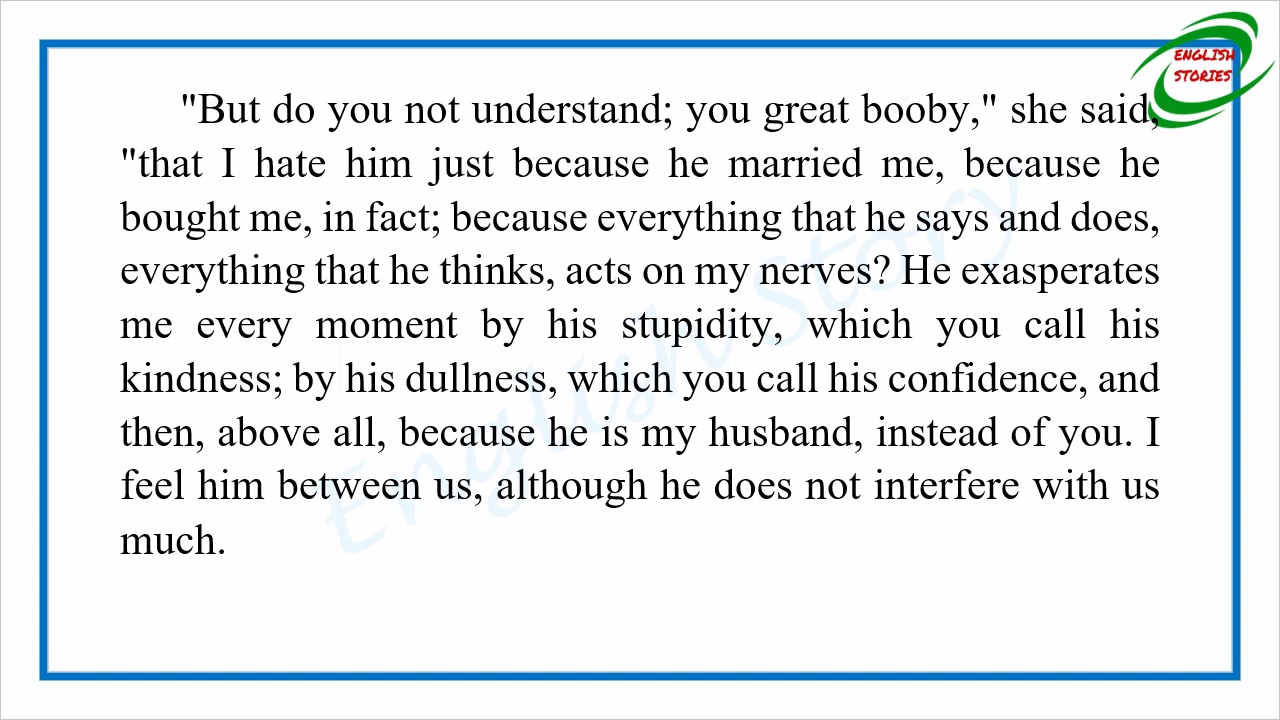 ENGLISH
STORIES
"But do you not understand; you great booby," she said,
"that I hate him just because he married me, because he
bought me, in fact; because everything that he says and does,
everything that he thinks, acts on my nerves? He exasperates
me every moment by his stupidity, which you call his
kindness; by his dullness, which you call his confidence, and
then, above all, because he is my husband, instead of you. I
feel him between us, although he does not interfere with us
much.
English Story